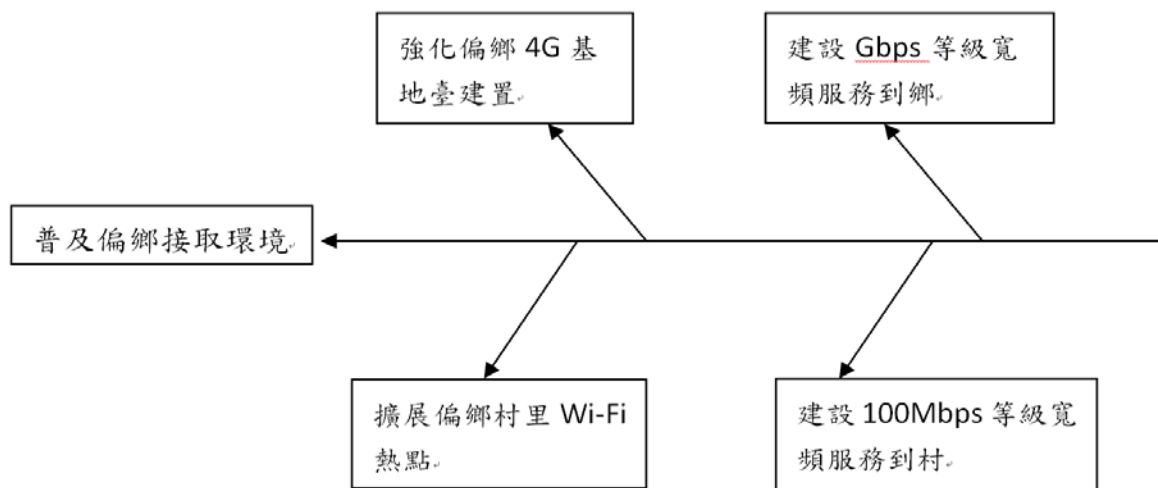 強化偏鄉 4G 基
地臺建置
建設 Gbps 等級寬
頻服務到鄉
普及偏鄉接取環境
擴展偏鄉村里 Wi-Fi
熱點
建設 100Mbps 等級寬
頻服務到村